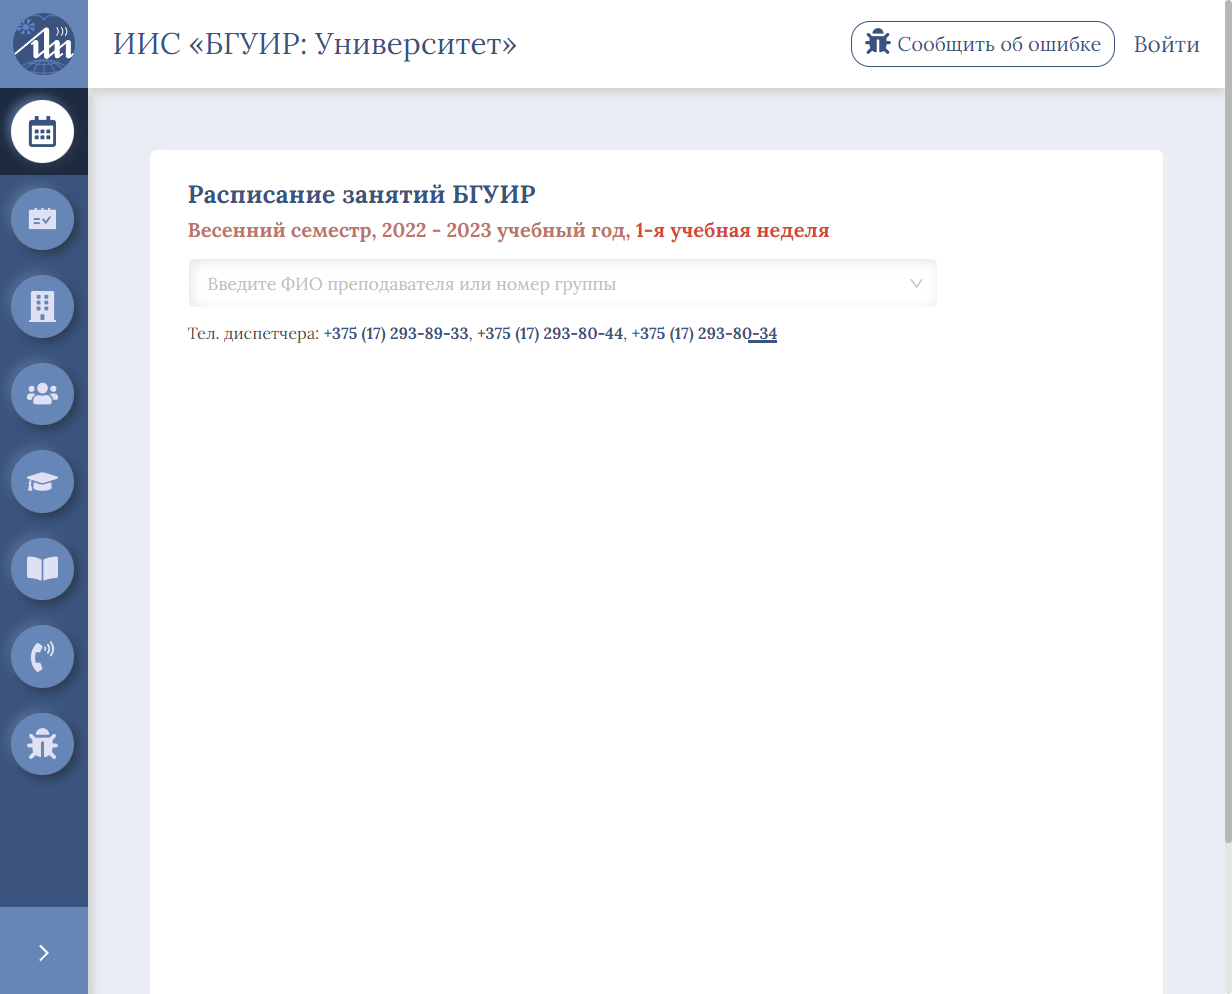 ИИС «БГУИР: Университет»
Сообщить об ошибке
Войти
Расписание занятий БГУИР
Весенний семестр, 2022 - 2023 учебный год, 1-я учебная неделя
Введите ФИО преподавателя или номер группы
Тел. диспетчера: +375 (17) 293-89-33, +375 (17) 293-80-44, +375 (17) 293-80-34